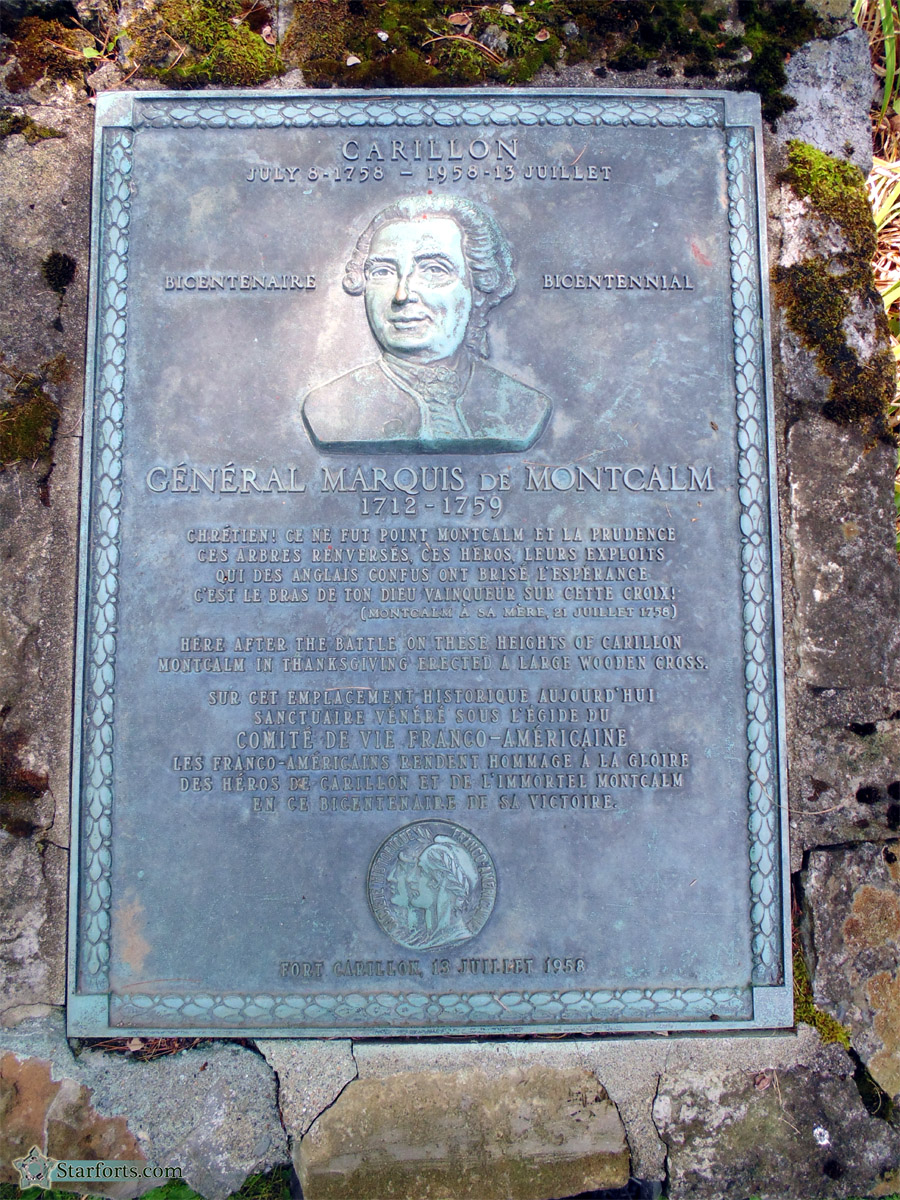 CARILLON
JULY 8-1758 - 1958-13 JUILLET
BICENTENAIRE BICENTENNIAL
GÉNÉRAL MARQUIS DE MONTCALM
1712-1759
CHRÉTIEN! CE NE FUT POINT MONTCALM ET LA PRUDENCE
CES ARBRES RENVERSÉS, CES HÉROS, LEURS EXPLOITS
QUI DES ANGLAIS CONFUS ONT BRISÉ L'ESPÉRANCE
C'EST LE BRAS DE TON DIEU VAINQUEUR SUR CETTE CROIX!
(MONTCALM À SA MÈRE, 21 JUILLET 1758)
HERE AFTER THE BATTLE ON THESE HEIGHTS OF CARILLON
MONTCALM IN THANKSGIVING ERECTED A LARGE WOODEN CROSS.
SUR CET EMPLACEMENT HISTORIQUE AUJOURD'HUI
SANCTUAIRE VÉNÉRÉ SOUS L'ÉGIDE DU
COMITÉ DE VIE FRANCO-AMÉRICAINE
LES FRANCO-AMÉRICAINS RENDENT HOMMAGE A LA GLOIRE
DES HÉROS DE CARILLON ET DE L'IMMORTEL MONTCALM
EN CE BICENTENAIRE DE SA VICTOIRE.
FORT CARILLON, 13 JUILLET 1958
Starforts.com